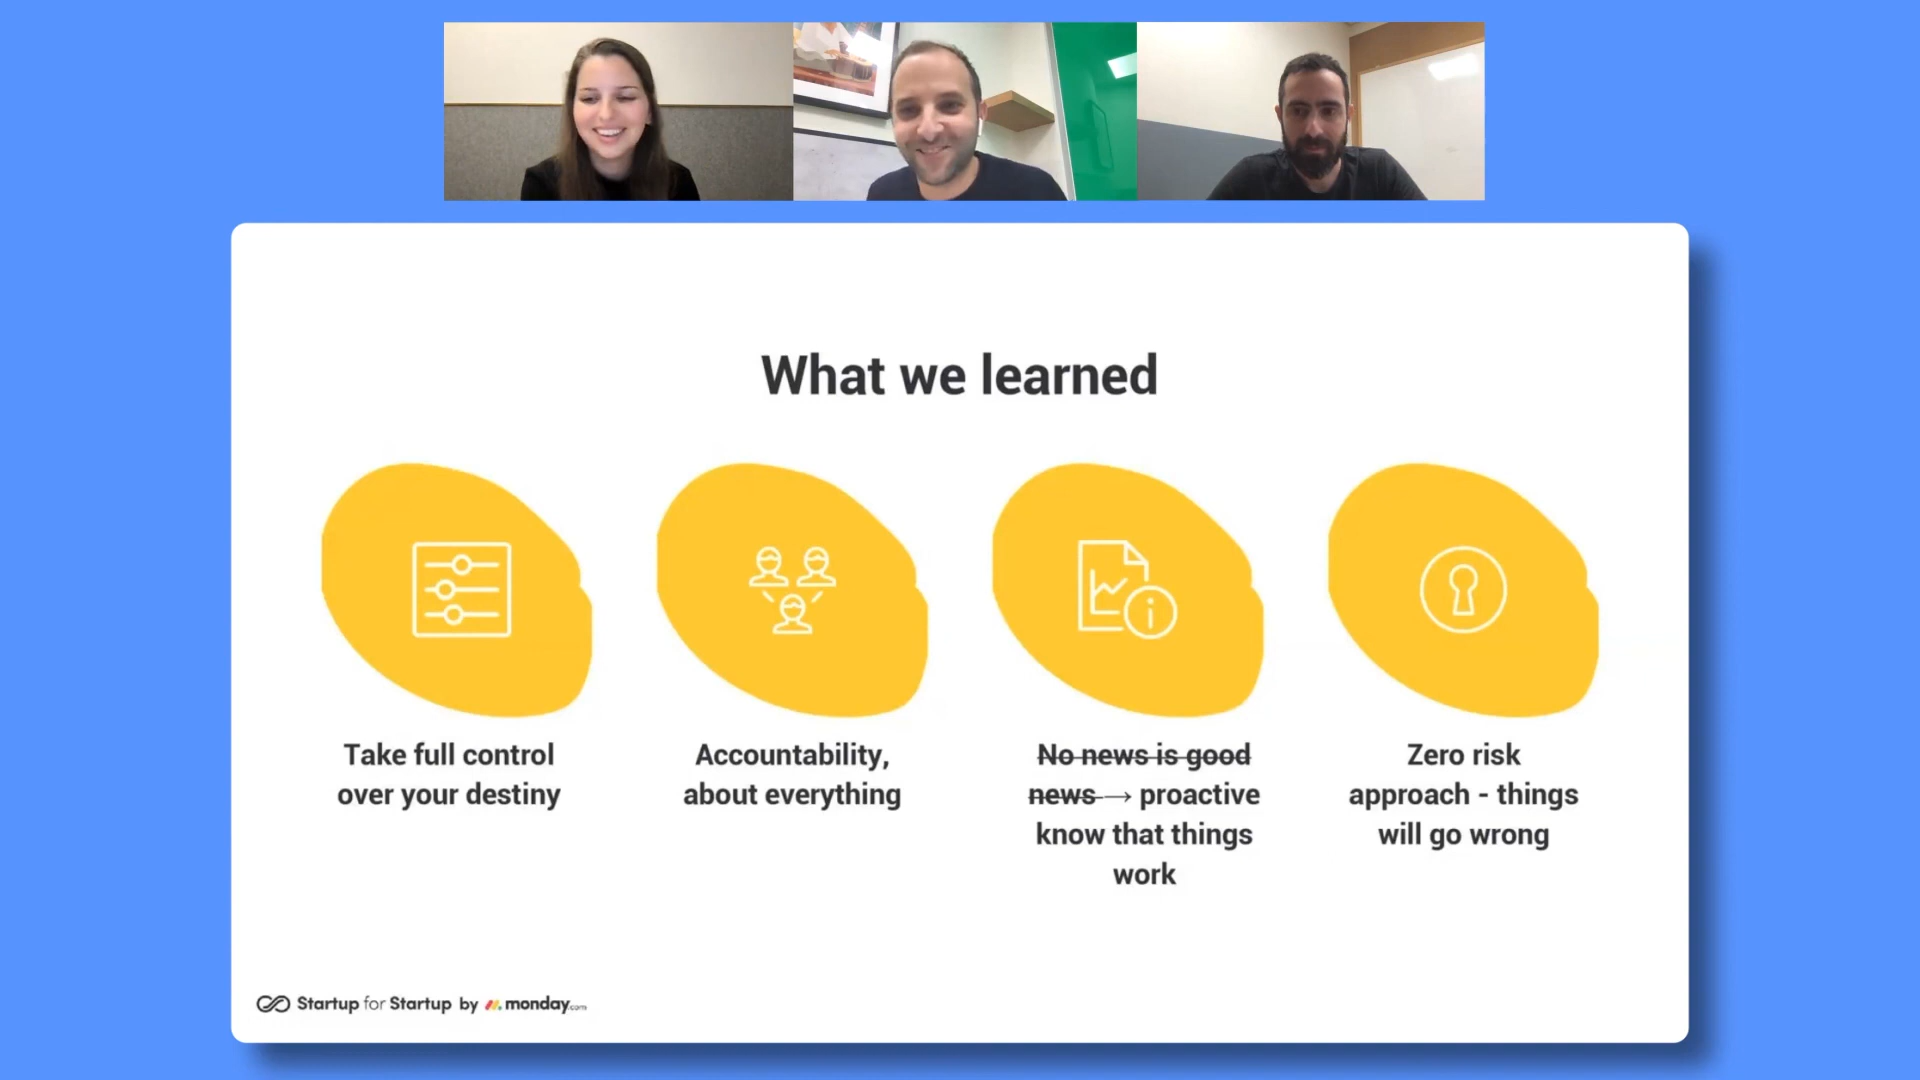 What we learned
Take full control
over your destiny
Accountability,
about everything
No news is good
news → proactive
know that things
work
Zero risk
approach - things
will go wrong
Startup for Startup by monday.com